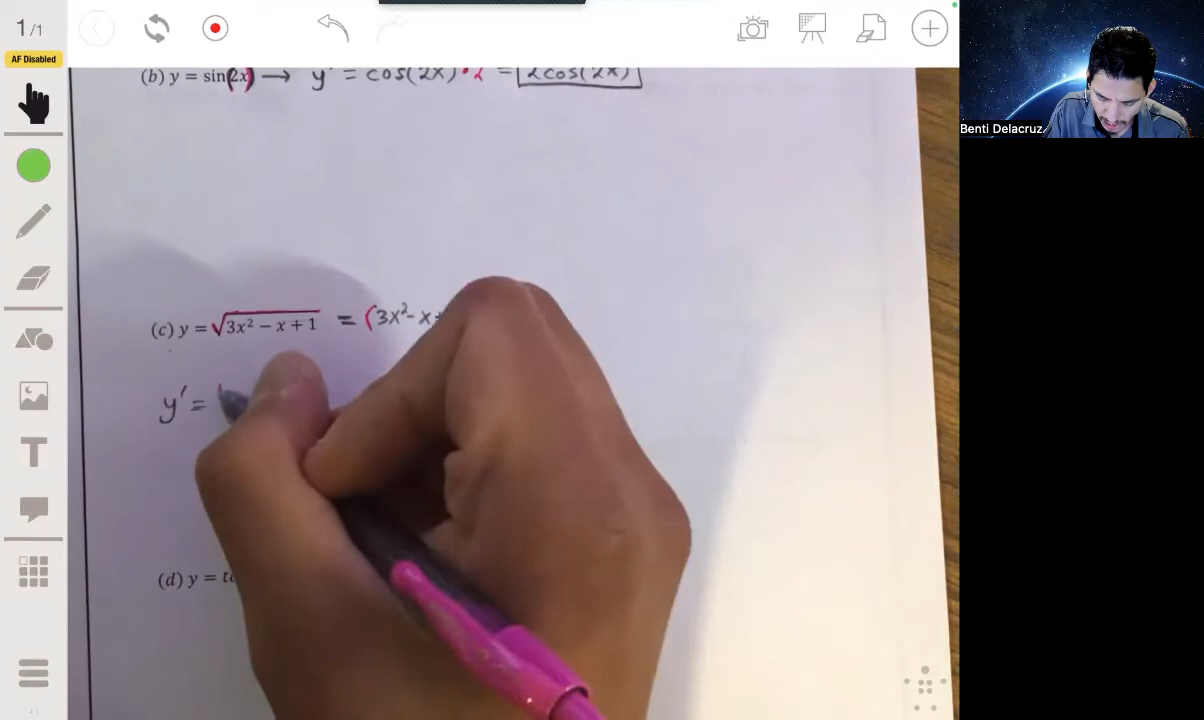 1/1
AF Disabled
(b) y = sin(2x) → y' = cos(2x)·2 = 2cos(2x)
Benti Delacruz
(c) y = √3x² − x + 1 = (3x² - x +
y' =
(d) y =
T